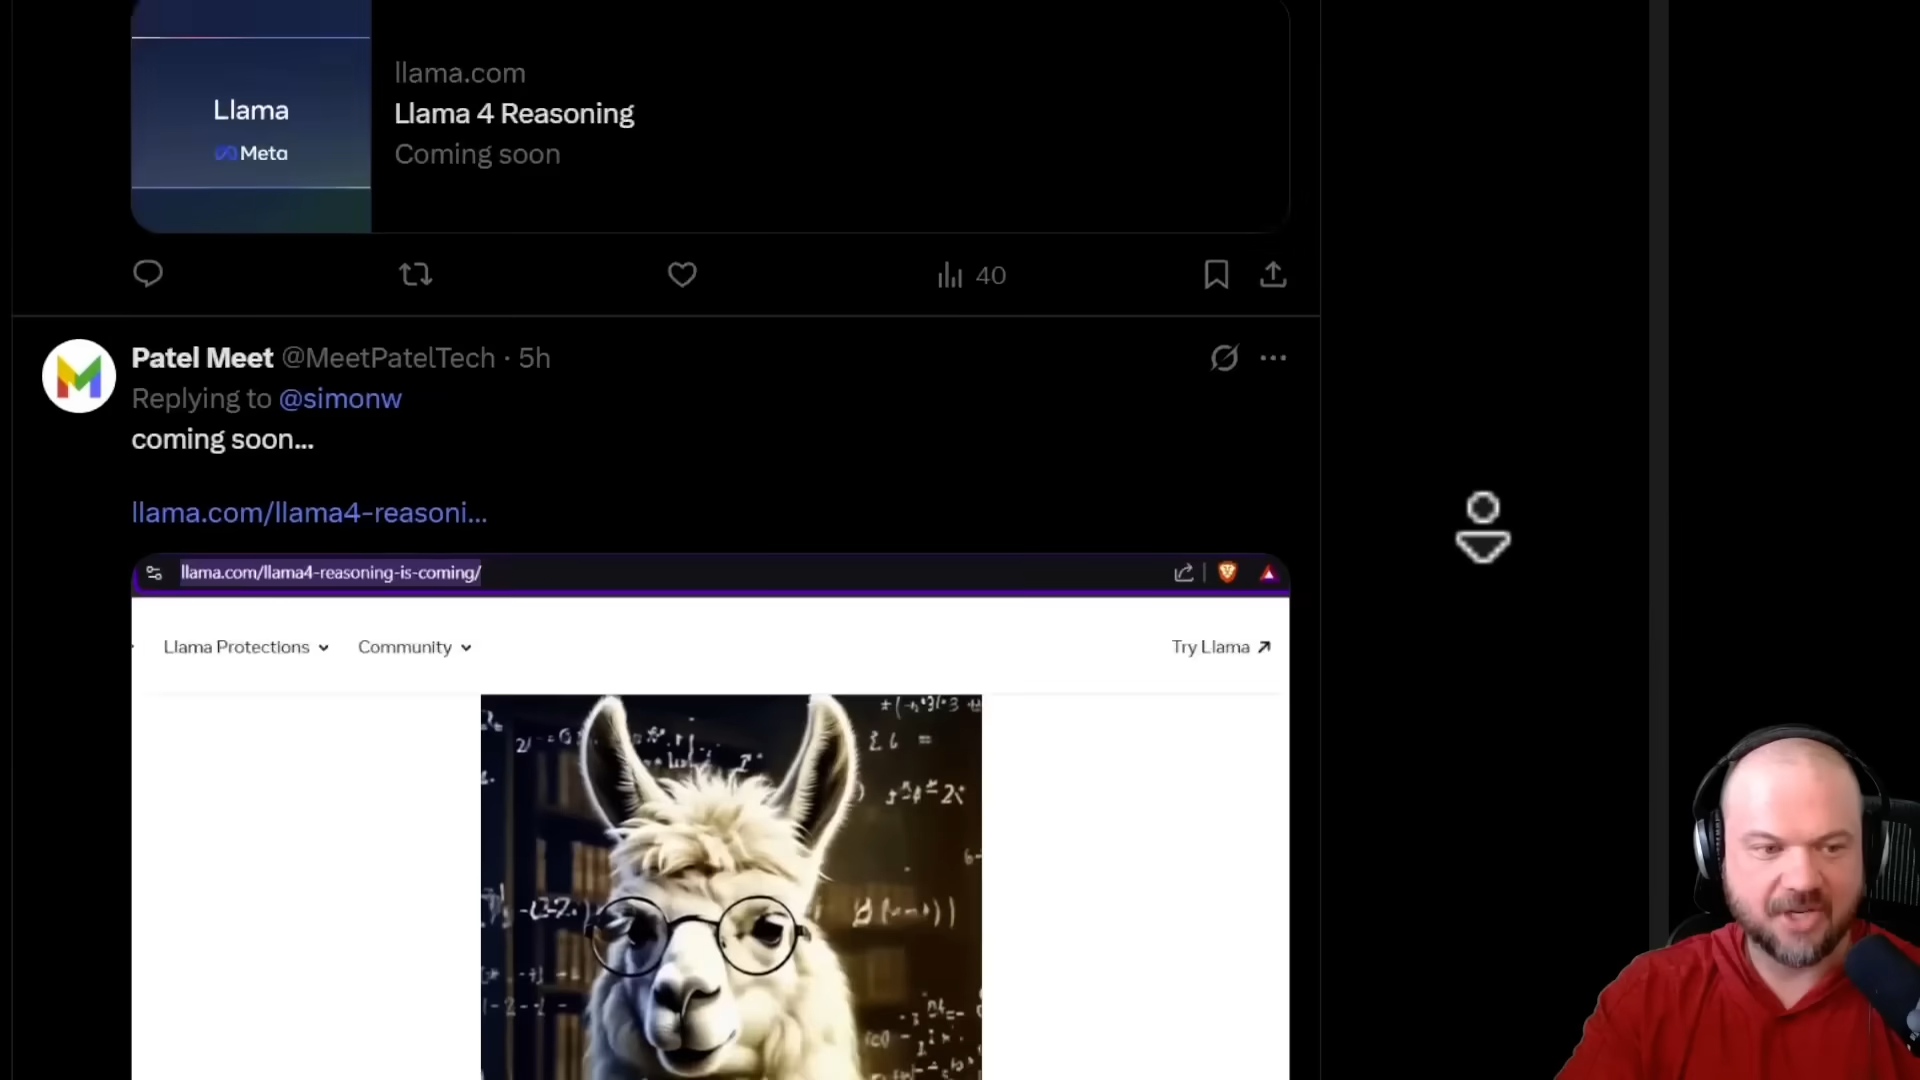 Llama
Meta
llama.com
Llama 4 Reasoning
Coming soon
40
Patel Meet @MeetPatelTech · 5h
Replying to @simonw
coming soon...
llama.com/llama4-reasoni...
llama.com/llama4-reasoning-is-coming/
Llama Protections
Community
Try Llama